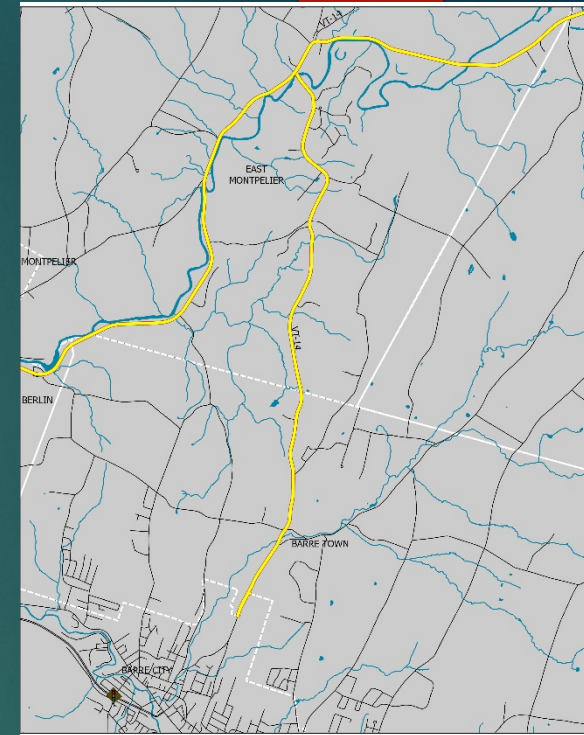 VT-14
EAST
MONTPELIER
MONTPELIER
VT-14
BERLIN
BARRE TOWN
BARRE CITY